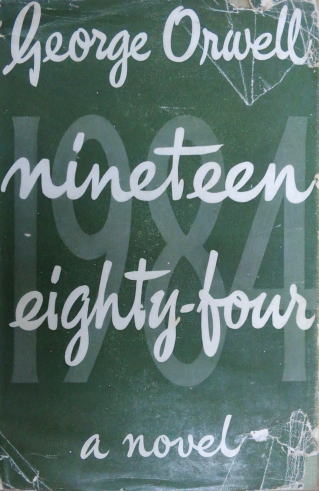 George Orwell
1984
nineteen
eighty-four
a novel